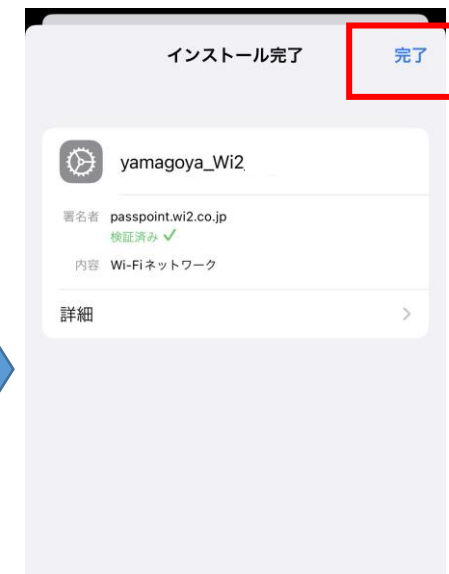 インストール完了
完了
yamagoya_Wi2
署名者 passpoint.wi2.co.jp
検証済み ✓
内容 Wi-Fiネットワーク
詳細